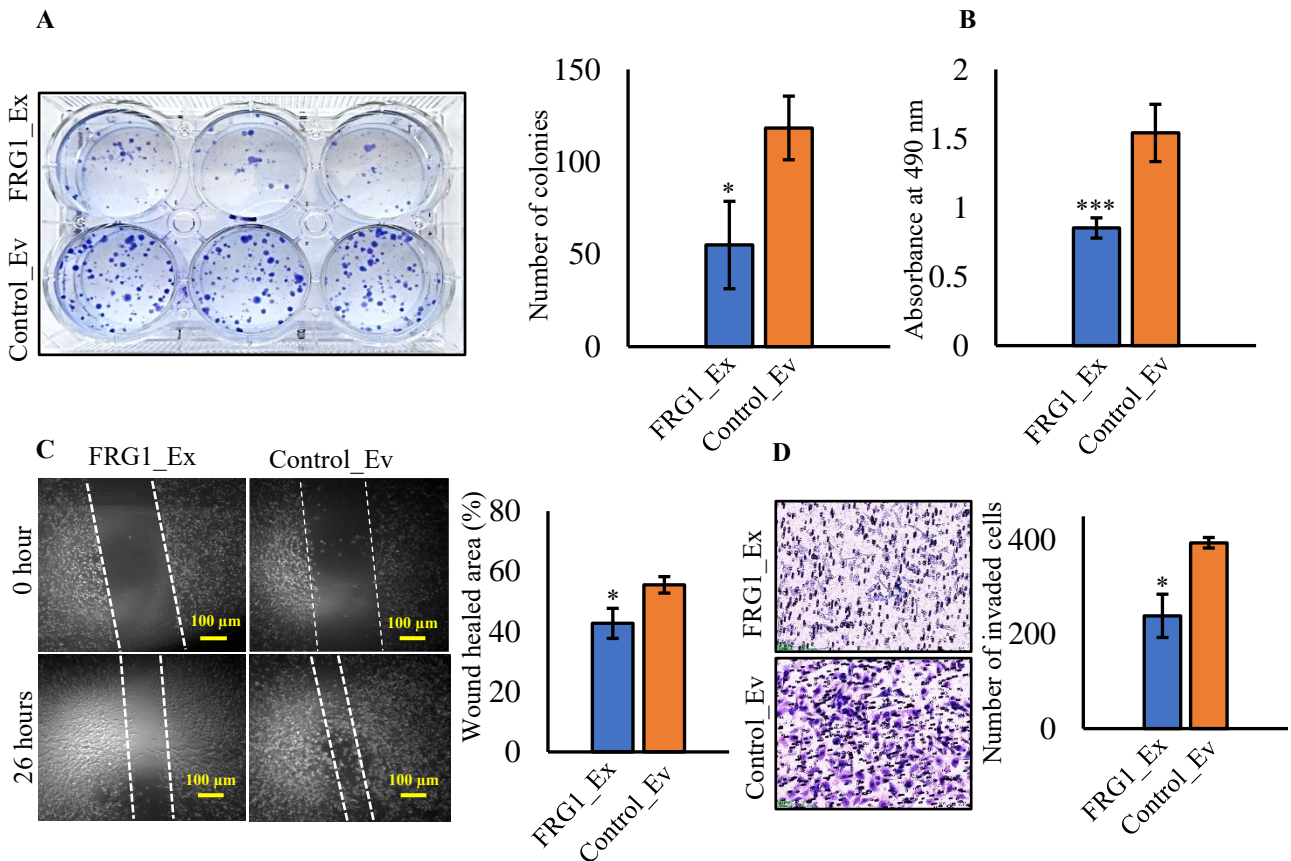 A
FRG1_Ex
Control_Ev
Number of colonies
150
100
50
0
*
FRG1_Ex
Control_Ev
B
Absorbance at 490 nm
2
1.5
1
0.5
0
***
FRG1_Ex
Control_Ev
C
FRG1_Ex
Control_Ev
0 hour
100 µm
100 µm
26 hours
100 µm
100 µm
Wound healed area (%)
80
60
40
20
0
*
FRG1_Ex
Control_Ev
D
FRG1_Ex
Control_Ev
Number of invaded cells
400
200
0
*
FRG1_Ex
Control_Ev